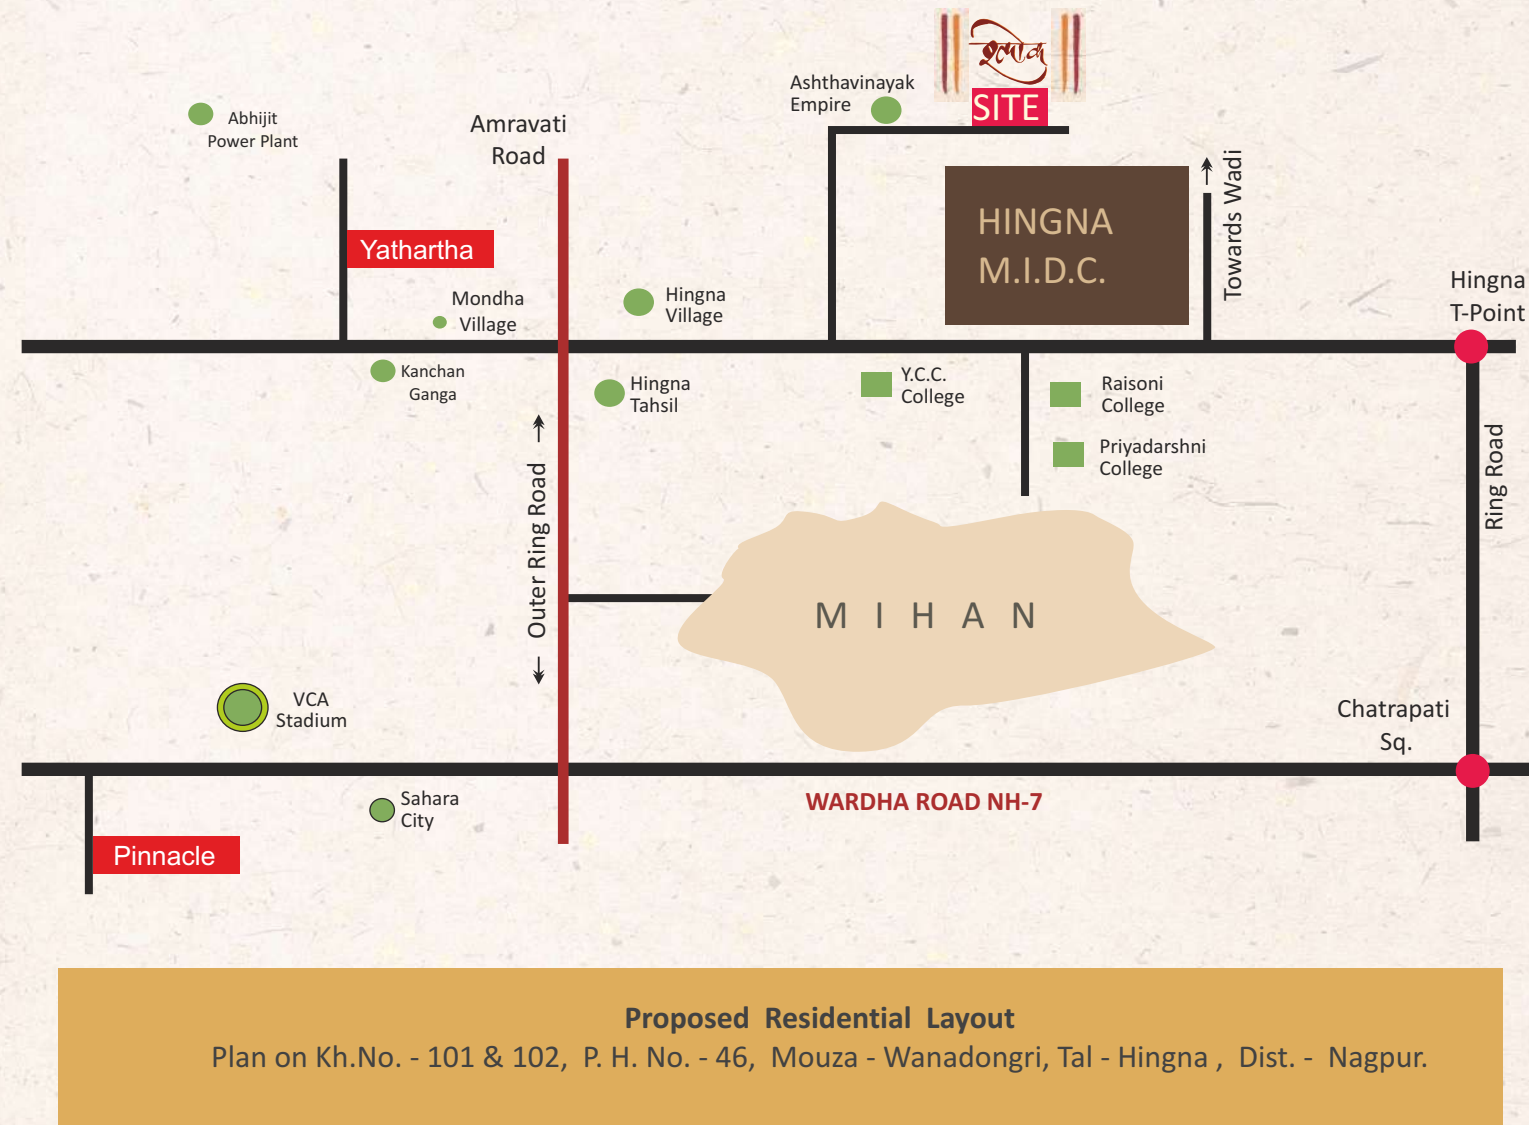 SITE
Ashthavinayak
Empire
Abhijit
Power Plant
Amravati
Road
Towards Wadi
HINGNA
M.I.D.C.
Yathartha
Hingna
T-Point
Mondha
Village
Hingna
Village
Kanchan
Ganga
Hingna
Tahsil
Y.C.C.
College
Raisoni
College
Priyadarshni
College
Ring Road
Outer Ring Road
M I H A N
VCA
Stadium
Chatrapati
Sq.
Sahara
City
WARDHA ROAD NH-7
Pinnacle
Proposed Residential Layout
Plan on Kh.No. - 101 & 102, P. H. No. - 46, Mouza - Wanadongri, Tal - Hingna , Dist. - Nagpur.